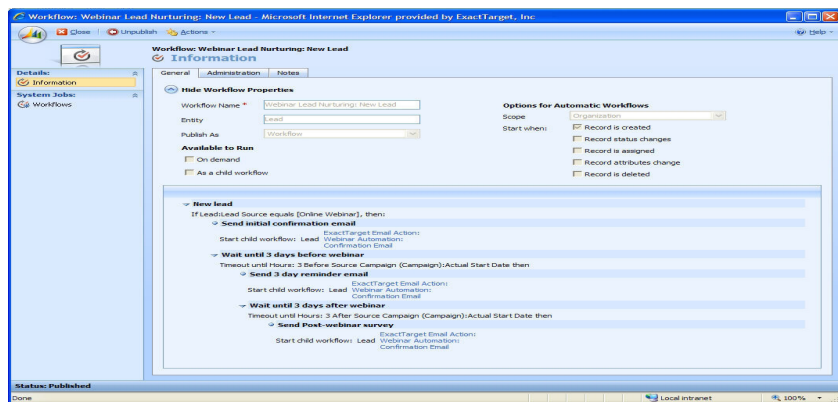 Workflow: Webinar Lead Nurturing: New Lead - Microsoft Internet Explorer provided by ExactTarget, Inc
Close Unpublish Actions Help
Workflow: Webinar Lead Nurturing: New Lead
Information
Details:
Information
System Jobs:
Workflows
General Administration Notes
Hide Workflow Properties
Workflow Name * Webinar Lead Nurturing: New Lead
Entity Lead
Publish As Workflow
Available to Run
On demand
As a child workflow
Options for Automatic Workflows
Scope Organization
Start when: Record is created
Record status changes
Record is assigned
Record attributes change
Record is deleted
New lead
If Lead:Lead Source equals [Online Webinar], then:
Send initial confirmation email
Start child workflow: Lead ExactTarget Email Action:
Webinar Automation:
Confirmation Email
Wait until 3 days before webinar
Timeout until Hours: 3 Before Source Campaign (Campaign):Actual Start Date then
Send 3 day reminder email
Start child workflow: Lead ExactTarget Email Action:
Webinar Automation:
Confirmation Email
Wait until 3 days after webinar
Timeout until Hours: 3 After Source Campaign (Campaign):Actual Start Date then
Send Post-webinar survey
Start child workflow: Lead ExactTarget Email Action:
Webinar Automation:
Confirmation Email
Status: Published
Done Local intranet 100%